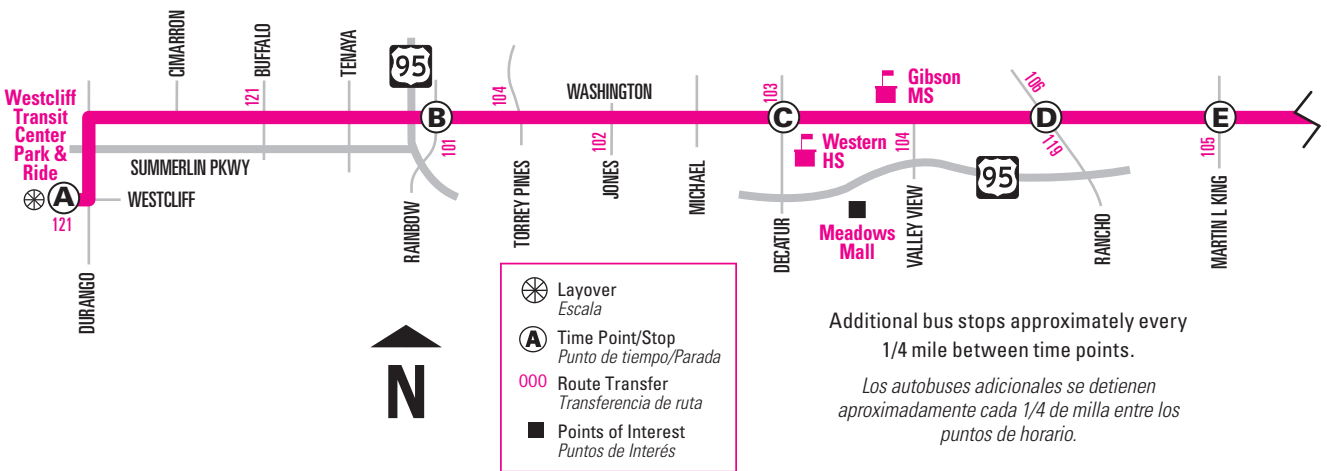 CIMARRON
BUFFALO
121
TENAYA
95
Westcliff
Transit
Center
Park &
Ride
A
121
SUMMERLIN PKWY
WESTCLIFF
DURANGO
B
101
RAINBOW
104
TORREY PINES
WASHINGTON
102
JONES
MICHAEL
103
C
DECATUR
Gibson
MS
Western
HS
104
VALLEY VIEW
Meadows
Mall
95
106
D
119
RANCHO
E
105
MARTIN L KING
N
Layover
Escala
A Time Point/Stop
Punto de tiempo/Parada
000 Route Transfer
Transferencia de ruta
Points of Interest
Puntos de Interés
Additional bus stops approximately every
1/4 mile between time points.
Los autobuses adicionales se detienen
aproximadamente cada 1/4 de milla entre los
puntos de horario.